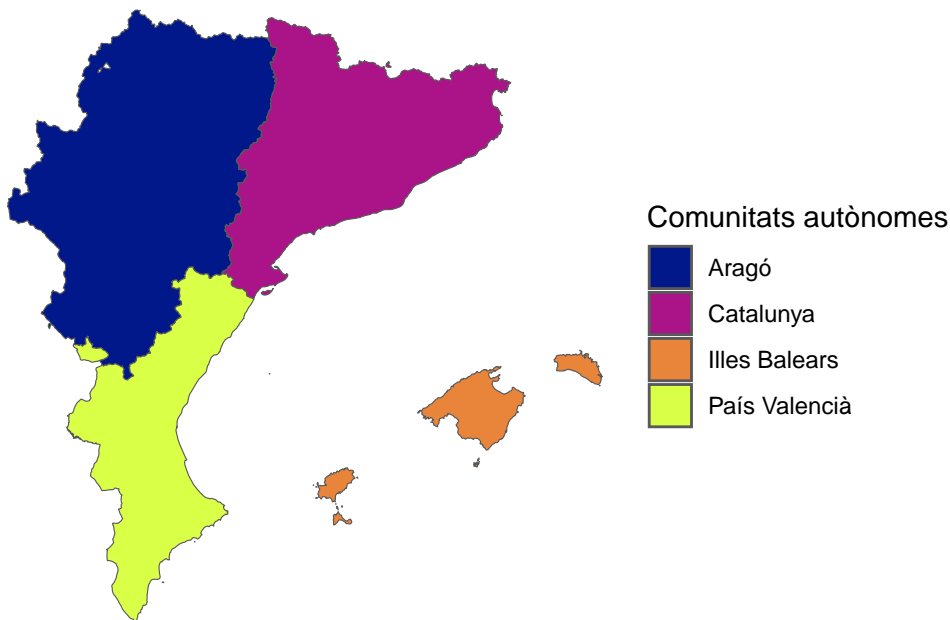 Comunitats autònomes
Aragó
Catalunya
Illes Balears
País Valencià